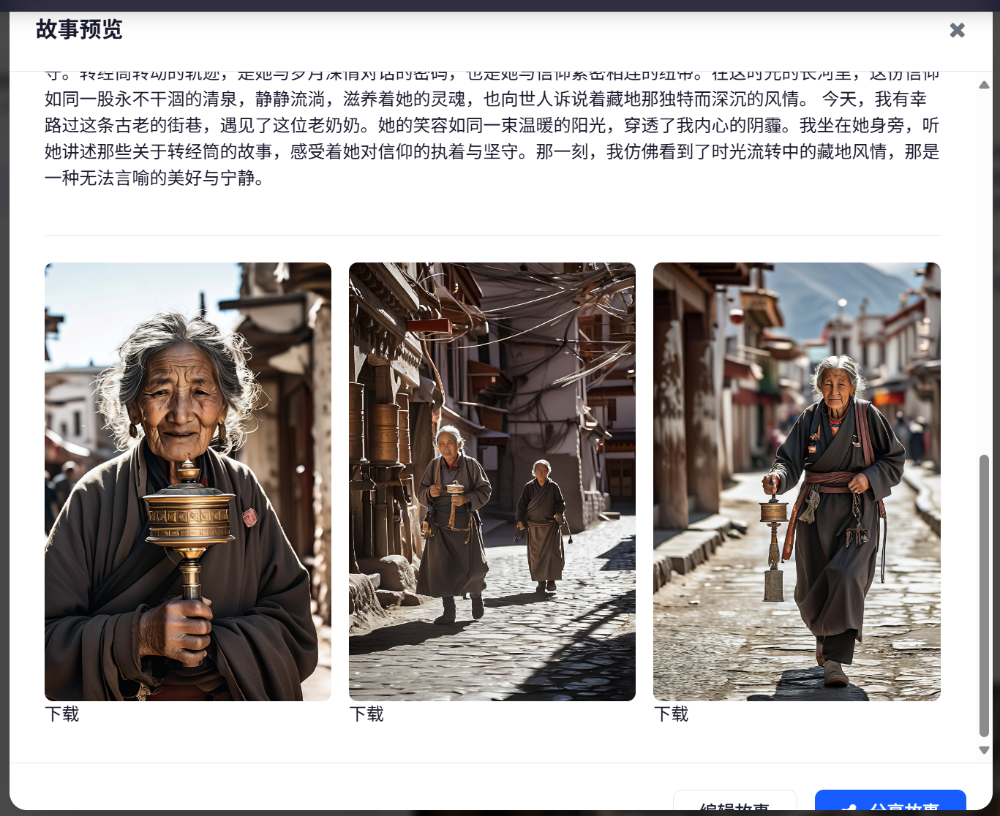 故事预览
守。转经筒转动的轨迹，是她与岁月深情对话的密码，也是她与信仰紧密相连的纽带。在这时光的长河里，这份信仰
如同一股永不干涸的清泉，静静流淌，滋养着她的灵魂，也向世人诉说着藏地那独特而深沉的风情。 今天，我有幸
路过这条古老的街巷，遇见了这位老奶奶。她的笑容如同一束温暖的阳光，穿透了我内心的阴霾。我坐在她身旁，听
她讲述那些关于转经筒的故事，感受着她对信仰的执着与坚守。那一刻，我仿佛看到了时光流转中的藏地风情，那是
一种无法言喻的美好与宁静。
下载
下载
下载
编辑故事
分享故事